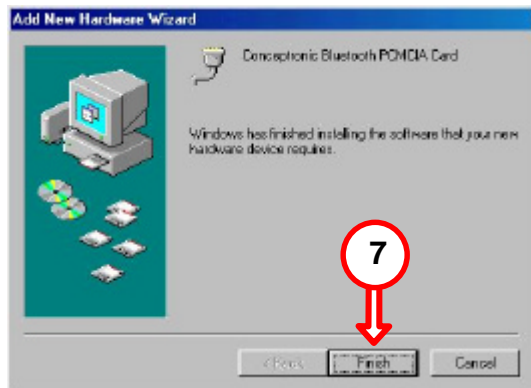 Add New Hardware Wizard
Conceptronic Bluetooth PCMCIA Card
Windows has finished installing the software that your new
hardware device requires.
7
< Back
Finish
Cancel